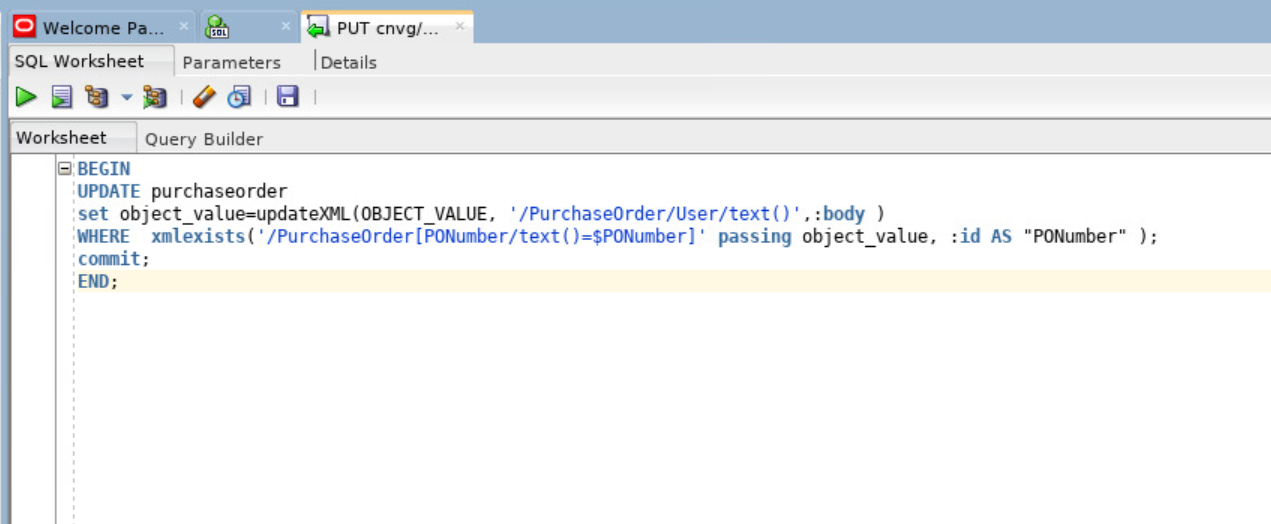 Welcome Pa...
SQL
PUT cnvg/...
SQL Worksheet Parameters Details
Worksheet Query Builder
BEGIN
UPDATE purchaseorder
set object_value=updateXML(OBJECT_VALUE, '/PurchaseOrder/User/text()',:body )
WHERE  xmlexists('/PurchaseOrder[PONumber/text()=$PONumber]' passing object_value, :id AS "PONumber" );
commit;
END;